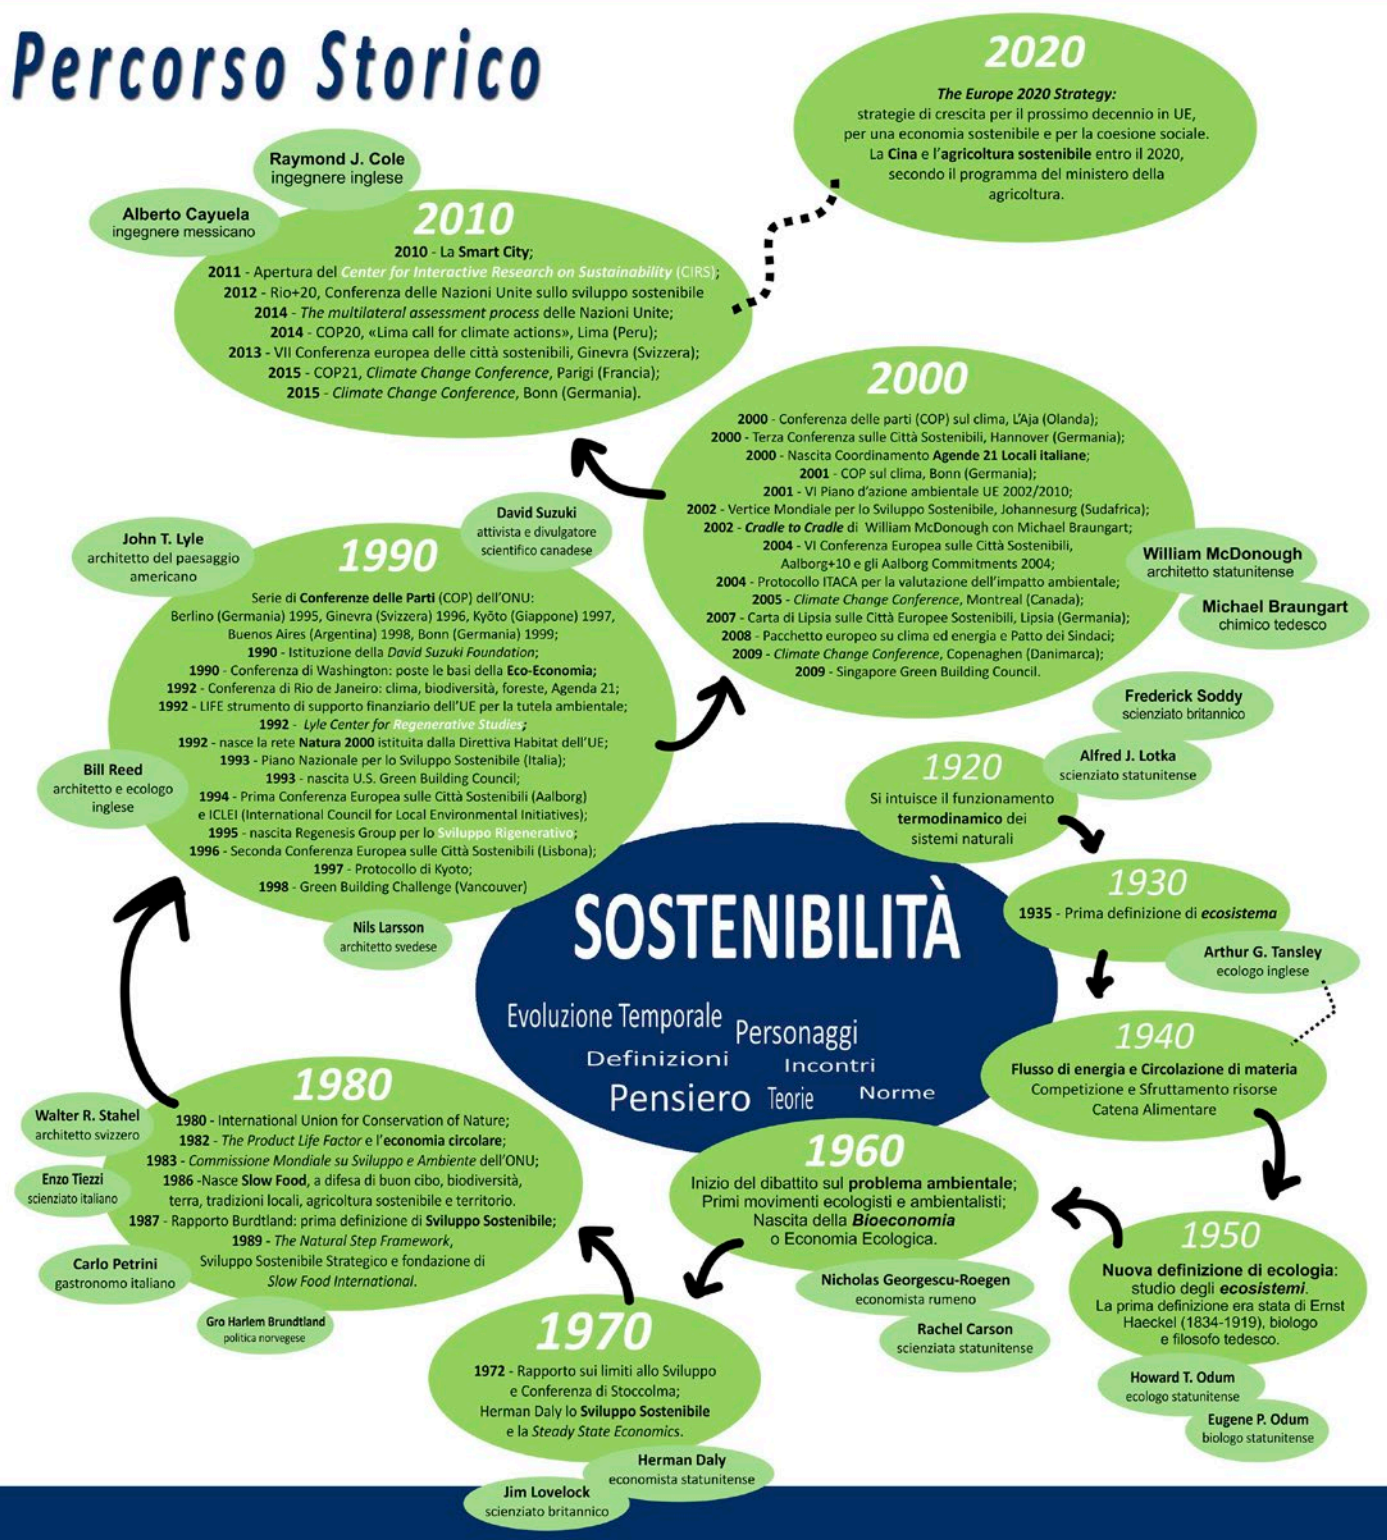 Percorso Storico
2020
The Europe 2020 Strategy:
strategie di crescita per il prossimo decennio in UE,
per una economia sostenibile e per la coesione sociale.
La Cina e l'agricoltura sostenibile entro il 2020,
secondo il programma del ministero della
agricoltura.
Raymond J. Cole
ingegnere inglese
Alberto Cayuela
ingegnere messicano
2010
2010 - La Smart City;
2011 - Apertura del Center for Interactive Research on Sustainability (CIRS);
2012 - Rio+20, Conferenza delle Nazioni Unite sullo sviluppo sostenibile
2014 - The multilateral assessment process delle Nazioni Unite;
2014 - COP20, «Lima call for climate actions», Lima (Peru);
2013 - VII Conferenza europea delle città sostenibili, Ginevra (Svizzera);
2015 - COP21, Climate Change Conference, Parigi (Francia);
2015 - Climate Change Conference, Bonn (Germania).
2000
2000 - Conferenza delle parti (COP) sul clima, L'Aja (Olanda);
2000 - Terza Conferenza sulle Città Sostenibili, Hannover (Germania);
2000 - Nascita Coordinamento Agende 21 Locali italiane;
2001 - COP sul clima, Bonn (Germania);
2001 - VI Piano d'azione ambientale UE 2002/2010;
2002 - Vertice Mondiale per lo Sviluppo Sostenibile, Johannesurg (Sudafrica);
2002 - Cradle to Cradle di William McDonough con Michael Braungart;
2004 - VI Conferenza Europea sulle Città Sostenibili,
Aalborg+10 e gli Aalborg Commitments 2004;
2004 - Protocollo ITACA per la valutazione dell'impatto ambientale;
2005 - Climate Change Conference, Montreal (Canada);
2007 - Carta di Lipsia sulle Città Europee Sostenibili, Lipsia (Germania);
2008 - Pacchetto europeo su clima ed energia e Patto dei Sindaci;
2009 - Climate Change Conference, Copenaghen (Danimarca);
2009 - Singapore Green Building Council.
William McDonough
architetto statunitense
Michael Braungart
chimico tedesco
David Suzuki
attivista e divulgatore
scientifico canadese
John T. Lyle
architetto del paesaggio
americano
1990
Serie di Conferenze delle Parti (COP) dell'ONU:
Berlino (Germania) 1995, Ginevra (Svizzera) 1996, Kyōto (Giappone) 1997,
Buenos Aires (Argentina) 1998, Bonn (Germania) 1999;
1990 - Istituzione della David Suzuki Foundation;
1990 - Conferenza di Washington: poste le basi della Eco-Economia;
1992 - Conferenza di Rio de Janeiro: clima, biodiversità, foreste, Agenda 21;
1992 - LIFE strumento di supporto finanziario dell'UE per la tutela ambientale;
1992 - Lyle Center for Regenerative Studies;
1992 - nasce la rete Natura 2000 istituita dalla Direttiva Habitat dell'UE;
1993 - Piano Nazionale per lo Sviluppo Sostenibile (Italia);
1993 - nascita U.S. Green Building Council;
1994 - Prima Conferenza Europea sulle Città Sostenibili (Aalborg)
e ICLEI (International Council for Local Environmental Initiatives);
1995 - nascita Regenesis Group per lo Sviluppo Rigenerativo;
1996 - Seconda Conferenza Europea sulle Città Sostenibili (Lisbona);
1997 - Protocollo di Kyoto;
1998 - Green Building Challenge (Vancouver)
Bill Reed
architetto e ecologo
inglese
Nils Larsson
architetto svedese
Frederick Soddy
scienziato britannico
Alfred J. Lotka
scienziato statunitense
1920
Si intuisce il funzionamento
termodinamico dei
sistemi naturali
1930
1935 - Prima definizione di ecosistema
Arthur G. Tansley
ecologo inglese
SOSTENIBILITÀ
Evoluzione Temporale
Personaggi
Definizioni
Incontri
Pensiero
Teorie
Norme
1940
Flusso di energia e Circolazione di materia
Competizione e Sfruttamento risorse
Catena Alimentare
1950
Nuova definizione di ecologia:
studio degli ecosistemi.
La prima definizione era stata di Ernst
Haeckel (1834-1919), biologo
e filosofo tedesco.
Howard T. Odum
ecologo statunitense
Eugene P. Odum
biologo statunitense
1960
Inizio del dibattito sul problema ambientale;
Primi movimenti ecologisti e ambientalisti;
Nascita della Bioeconomia
o Economia Ecologica.
Nicholas Georgescu-Roegen
economista rumeno
Rachel Carson
scienziata statunitense
1970
1972 - Rapporto sui limiti allo Sviluppo
e Conferenza di Stoccolma;
Herman Daly lo Sviluppo Sostenibile
e la Steady State Economics.
Herman Daly
economista statunitense
Jim Lovelock
scienziato britannico
1980
1980 - International Union for Conservation of Nature;
1982 - The Product Life Factor e l'economia circolare;
1983 - Commissione Mondiale su Sviluppo e Ambiente dell'ONU;
1986 -Nasce Slow Food, a difesa di buon cibo, biodiversità,
terra, tradizioni locali, agricoltura sostenibile e territorio.
1987 - Rapporto Burdtland: prima definizione di Sviluppo Sostenibile;
1989 - The Natural Step Framework,
Sviluppo Sostenibile Strategico e fondazione di
Slow Food International.
Walter R. Stahel
architetto svizzero
Enzo Tiezzi
scienziato italiano
Carlo Petrini
gastronomo italiano
Gro Harlem Brundtland
politica norvegese